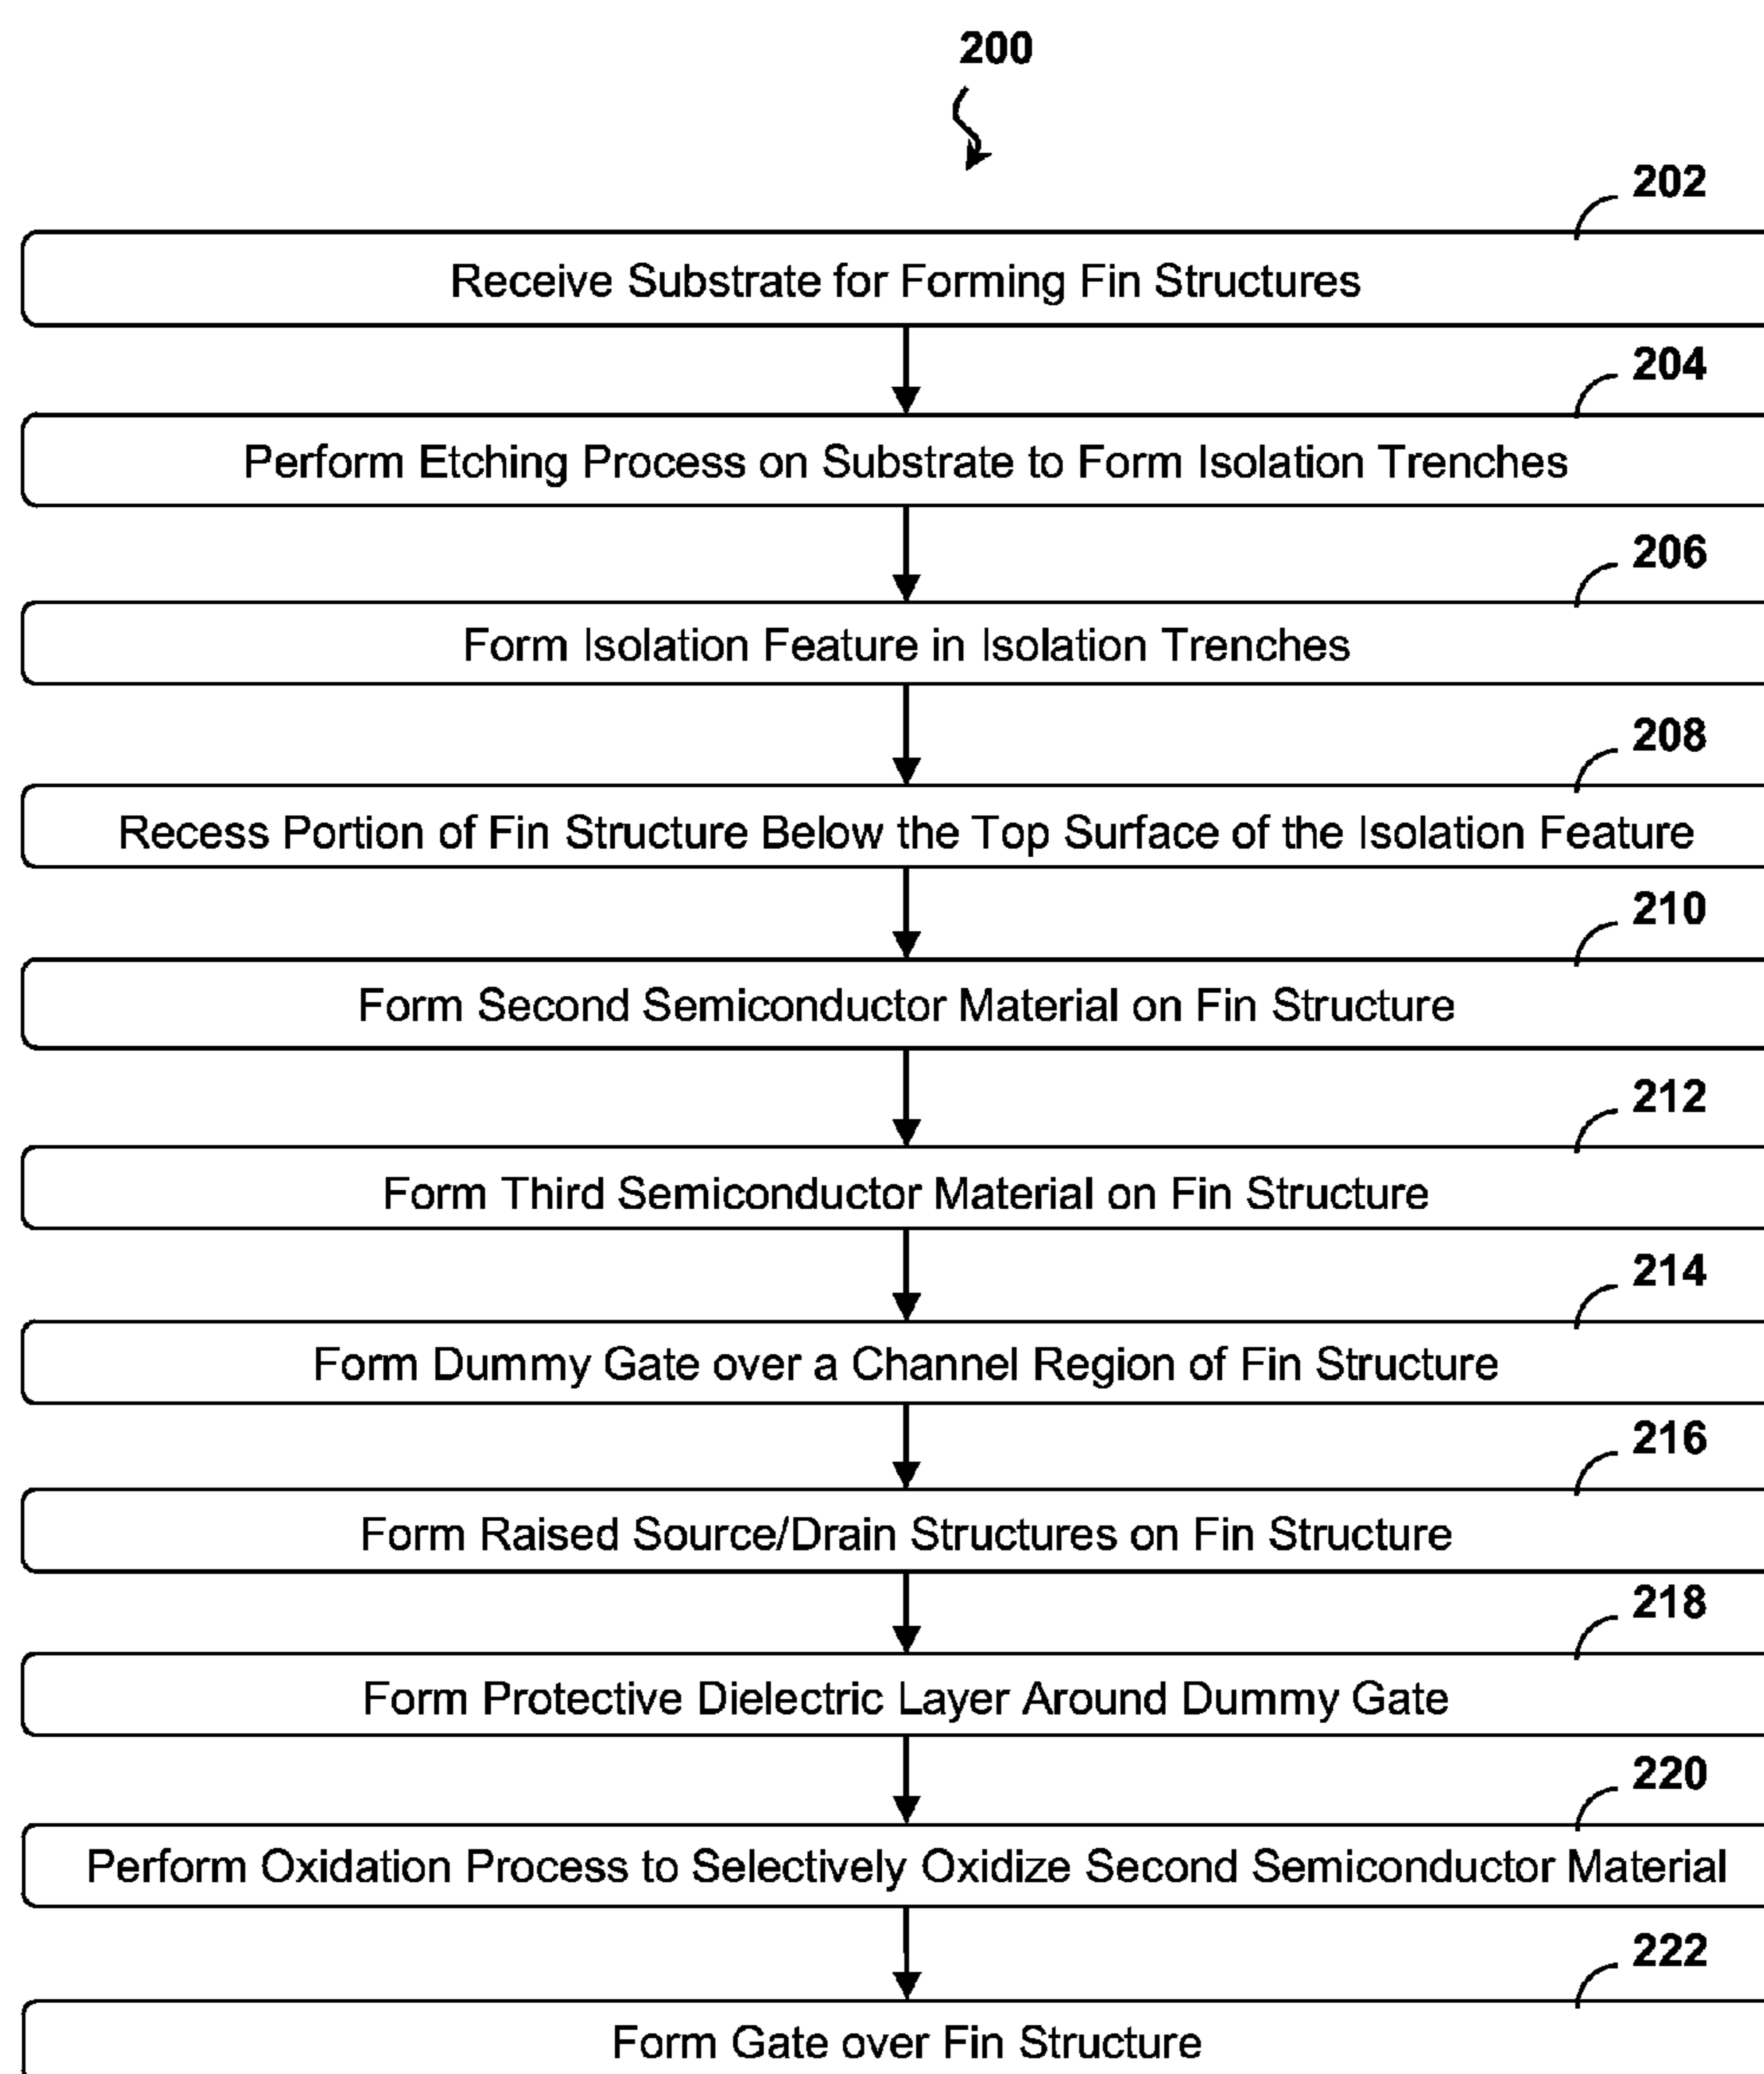 200
202
Receive Substrate for Forming Fin Structures
204
Perform Etching Process on Substrate to Form Isolation Trenches
206
Form Isolation Feature in Isolation Trenches
208
Recess Portion of Fin Structure Below the Top Surface of the Isolation Feature
210
Form Second Semiconductor Material on Fin Structure
212
Form Third Semiconductor Material on Fin Structure
214
Form Dummy Gate over a Channel Region of Fin Structure
216
Form Raised Source/Drain Structures on Fin Structure
218
Form Protective Dielectric Layer Around Dummy Gate
220
Perform Oxidation Process to Selectively Oxidize Second Semiconductor Material
222
Form Gate over Fin Structure